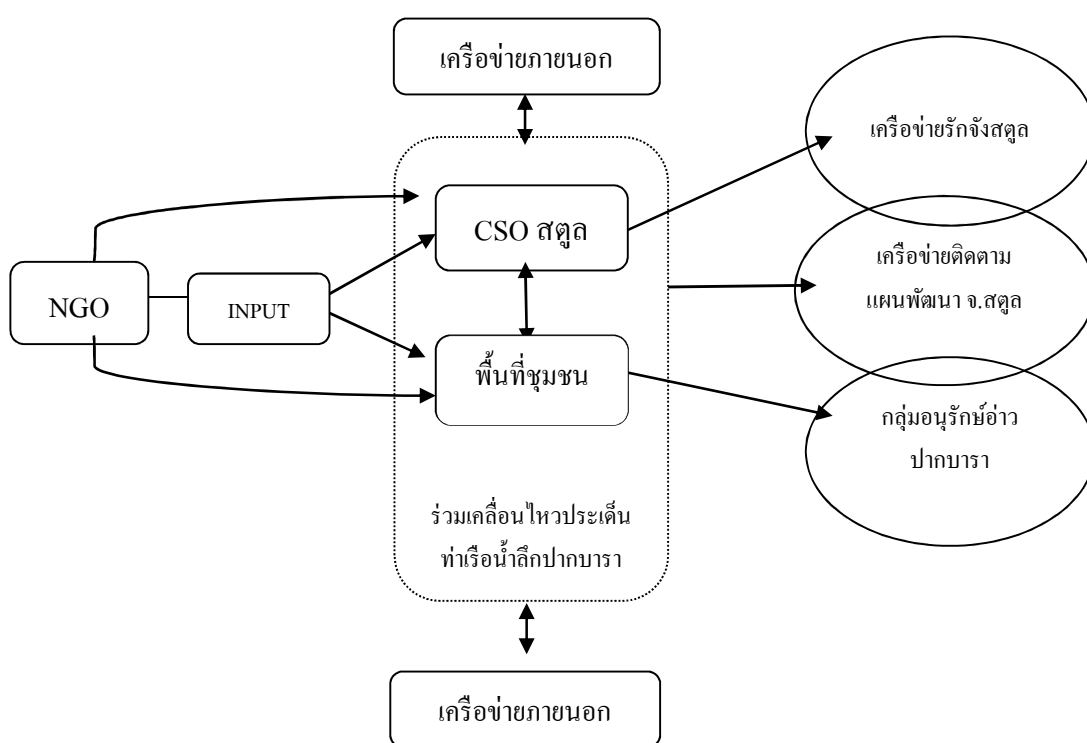 เครือข่ายภายนอก
เครือข่ายรักจังสตูล
CSO สตูล
เครือข่ายติดตาม
แผนพัฒนา จ.สตูล
NGO
INPUT
พื้นที่ชุมชน
กลุ่มอนุรักษ์อ่าว
ปากบารา
ร่วมเคลื่อนไหวประเด็น
ท่าเรือน้ำลึกปากบารา
เครือข่ายภายนอก